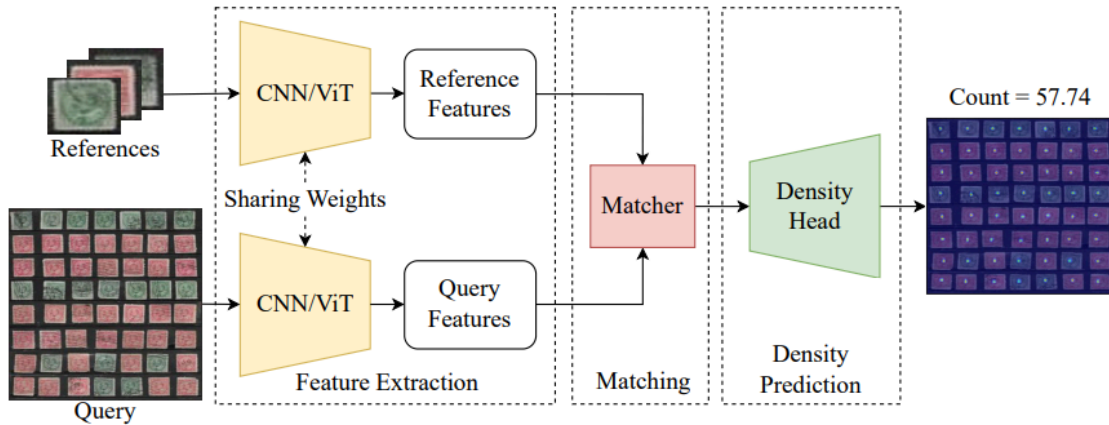 References
CNN/ViT
Reference
Features
Sharing Weights
Query
CNN/ViT
Query
Features
Feature Extraction
Matcher
Matching
Density
Head
Density
Prediction
Count = 57.74